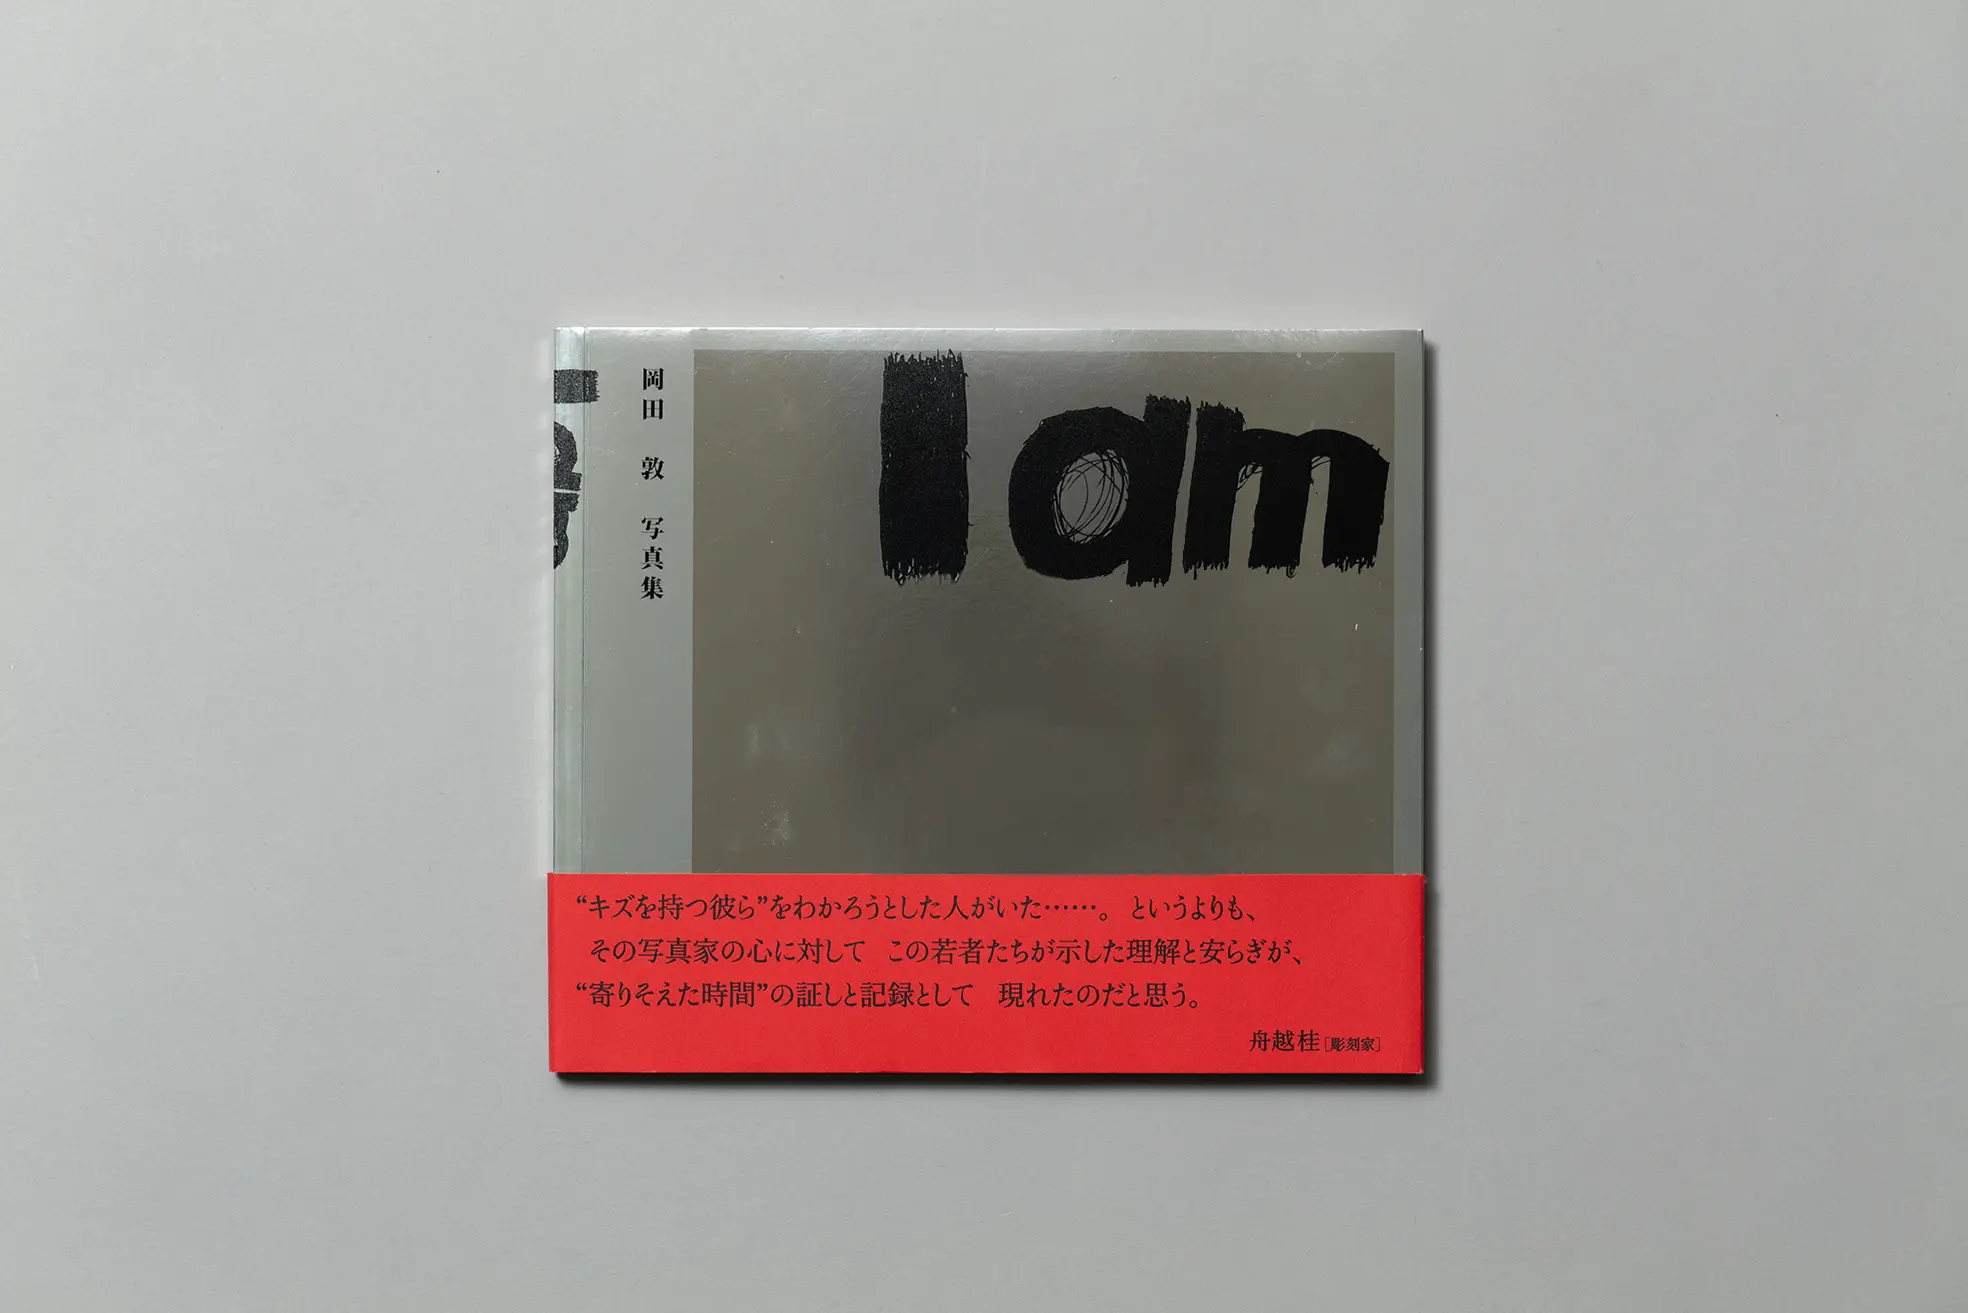 岡田 敦 写真集
I am
“キズを持つ彼ら”をわかろうとした人がいた……。 というよりも、
その写真家の心に対して この若者たちが示した理解と安らぎが、
“寄りそえた時間”の証しと記録として 現れたのだと思う。
舟越桂［彫刻家］